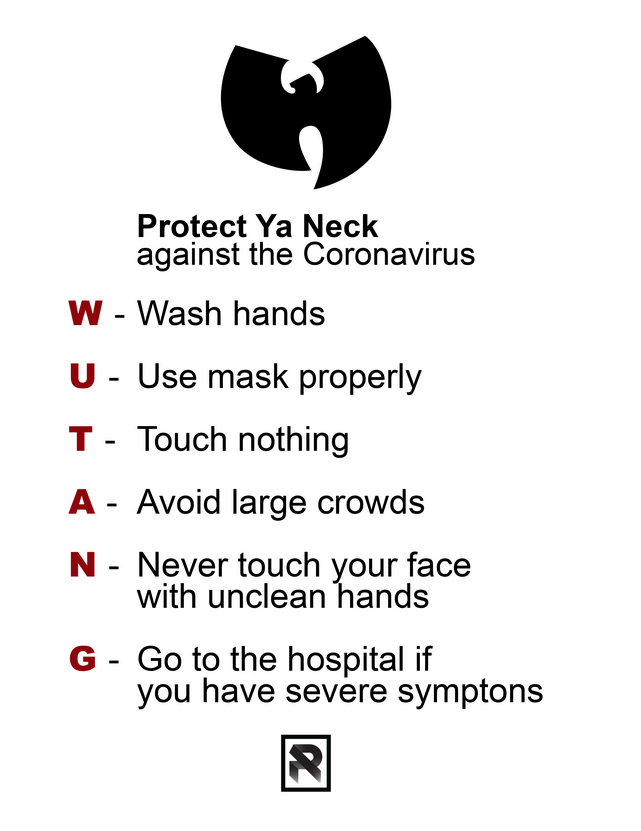 Protect Ya Neck
against the Coronavirus
W - Wash hands
U - Use mask properly
T - Touch nothing
A - Avoid large crowds
N - Never touch your face
with unclean hands
G - Go to the hospital if
you have severe symptons
R